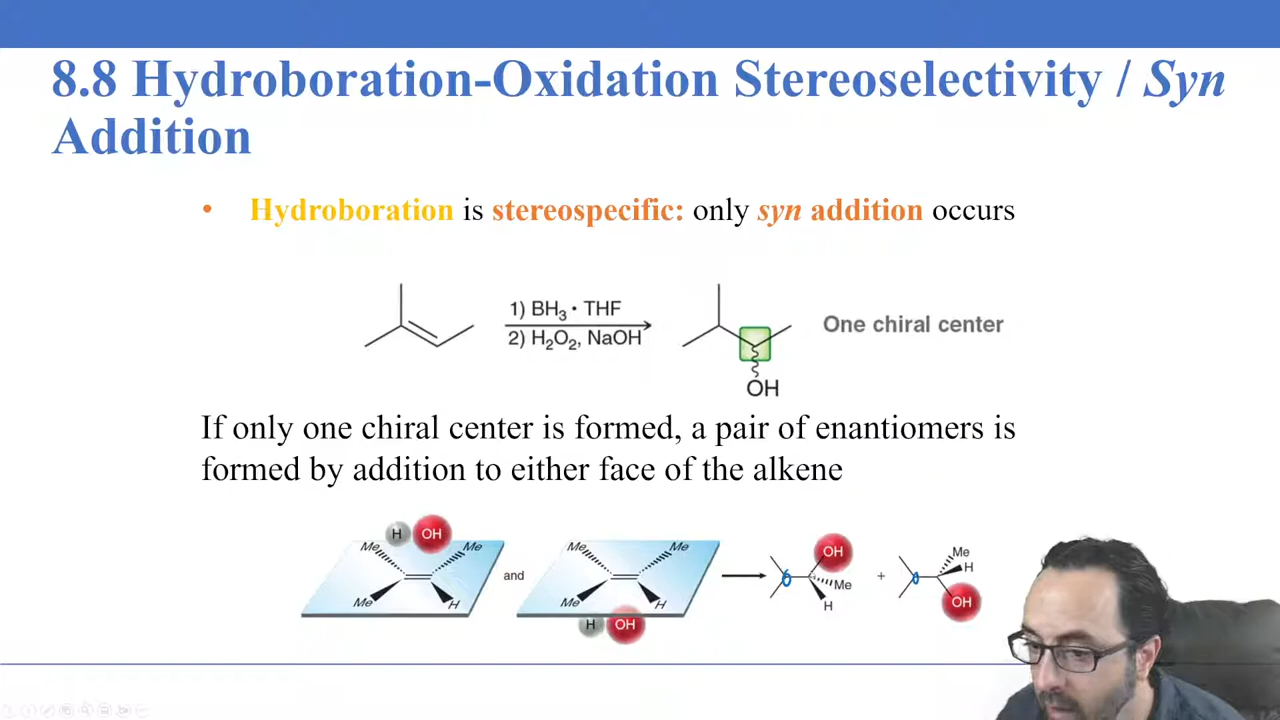 8.8 Hydroboration-Oxidation Stereoselectivity / Syn
Addition
• Hydroboration is stereospecific: only syn addition occurs
1) BH₃ • THF
2) H₂O₂, NaOH
One chiral center
OH
If only one chiral center is formed, a pair of enantiomers is
formed by addition to either face of the alkene
H OH
Me Me
Me H
and
Me Me
Me H
H OH
OH
Me
H
+
Me
H
OH